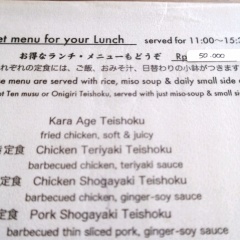 et menu for your Lunch served for 11:00~15:
お得なランチ・メニューもどうぞ Rp 50.000
れぞれの定食には、ご飯、おみそ汁、日替わりの小鉢がつきます
se menu are served with rice, miso soup & daily small side
pt Ten musu or Onigiri Teishoku, served with just miso-soup & small
Kara Age Teishoku
fried chicken, soft & juicy
定食 Chicken Teriyaki Teishoku
barbecued chicken, teriyaki sauce
定食 Chicken Shogayaki Teishoku
barbecued chicken, ginger-soy sauce
定食 Pork Shogayaki Teishoku
barbecued thin sliced pork, ginger-soy sauce